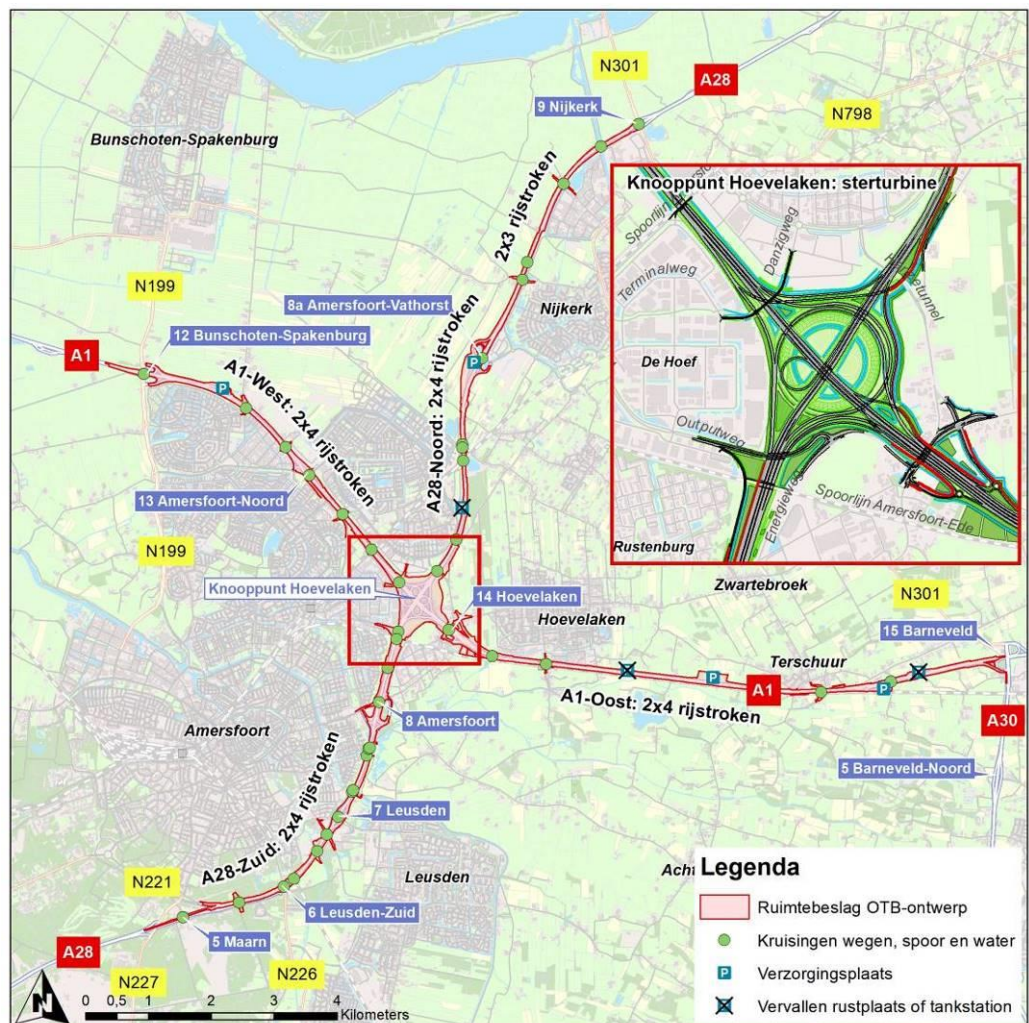 N301
A28
9 Nijkerk
N798
Bunschoten-Spakenburg
2x3 rijstroken
Knooppunt Hoevelaken: sterturbine
Danzigweg
Terminalweg
De Hoef
Outputweg
Energieweg
Spoorlijn Amersfoort-Ede
Rustenburg
N199
8a Amersfoort-Vathorst
Nijkerk
12 Bunschoten-Spakenburg
A1
A1-West: 2x4 rijstroken
A28-Noord: 2x4 rijstroken
13 Amersfoort-Noord
N199
Knooppunt Hoevelaken
14 Hoevelaken
Hoevelaken
Zwartebroek
N301
15 Barneveld
Terschuur
P
P
P
P
A1
A1-Oost: 2x4 rijstroken
A30
Amersfoort
8 Amersfoort
5 Barneveld-Noord
7 Leusden
A28-Zuid: 2x4 rijstroken
Leusden
N221
6 Leusden-Zuid
5 Maarn
A28
N227
N226
Legenda
Ruimtebeslag OTB-ontwerp
Kruisingen wegen, spoor en water
P Verzorgingsplaats
Vervallen rustplaats of tankstation
N
0 0,5 1 2 3 4
Kilometers